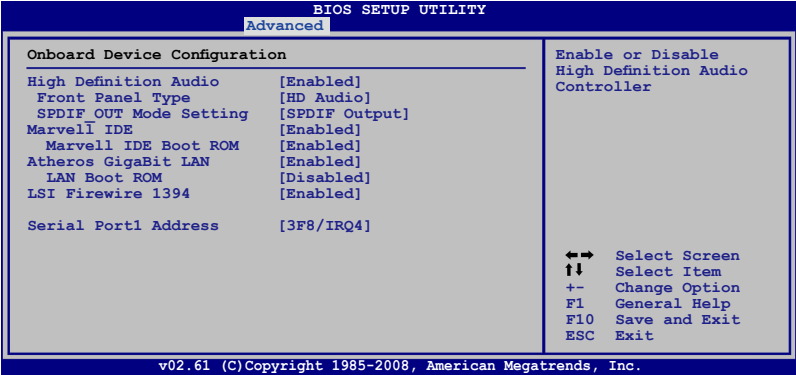 BIOS SETUP UTILITY
Advanced
Onboard Device Configuration
High Definition Audio [Enabled]
Front Panel Type [HD Audio]
SPDIF_OUT Mode Setting [SPDIF Output]
Marvell IDE [Enabled]
Marvell IDE Boot ROM [Enabled]
Atheros GigaBit LAN [Enabled]
LAN Boot ROM [Disabled]
LSI Firewire 1394 [Enabled]
Serial Port1 Address [3F8/IRQ4]
Enable or Disable
High Definition Audio
Controller
←→ Select Screen
↑↓ Select Item
+- Change Option
F1 General Help
F10 Save and Exit
ESC Exit
v02.61 (C)Copyright 1985-2008, American Megatrends, Inc.